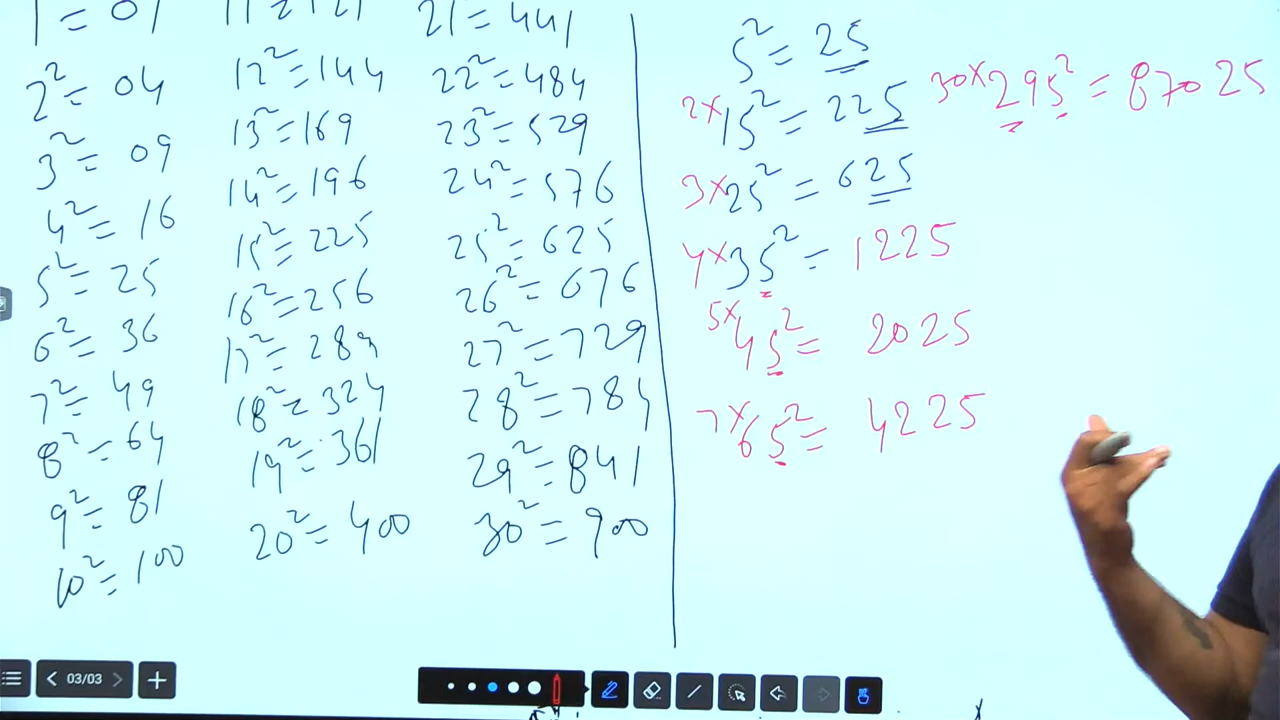 1 = 01
2² = 04
3² = 09
4² = 16
5² = 25
6² = 36
7² = 49
8² = 64
9² = 81
10² = 100
11² = 121
12² = 144
13² = 169
14² = 196
15² = 225
16² = 256
17² = 289
18² = 324
19² = 361
20² = 400
21² = 441
22² = 484
23² = 529
24² = 576
25² = 625
26² = 676
27² = 729
28² = 784
29² = 841
30² = 900
5² = 25
2×15² = 225
3×25² = 625
4×35² = 1225
5×45² = 2025
7×65² = 4225
30×295² = 87025
03/03